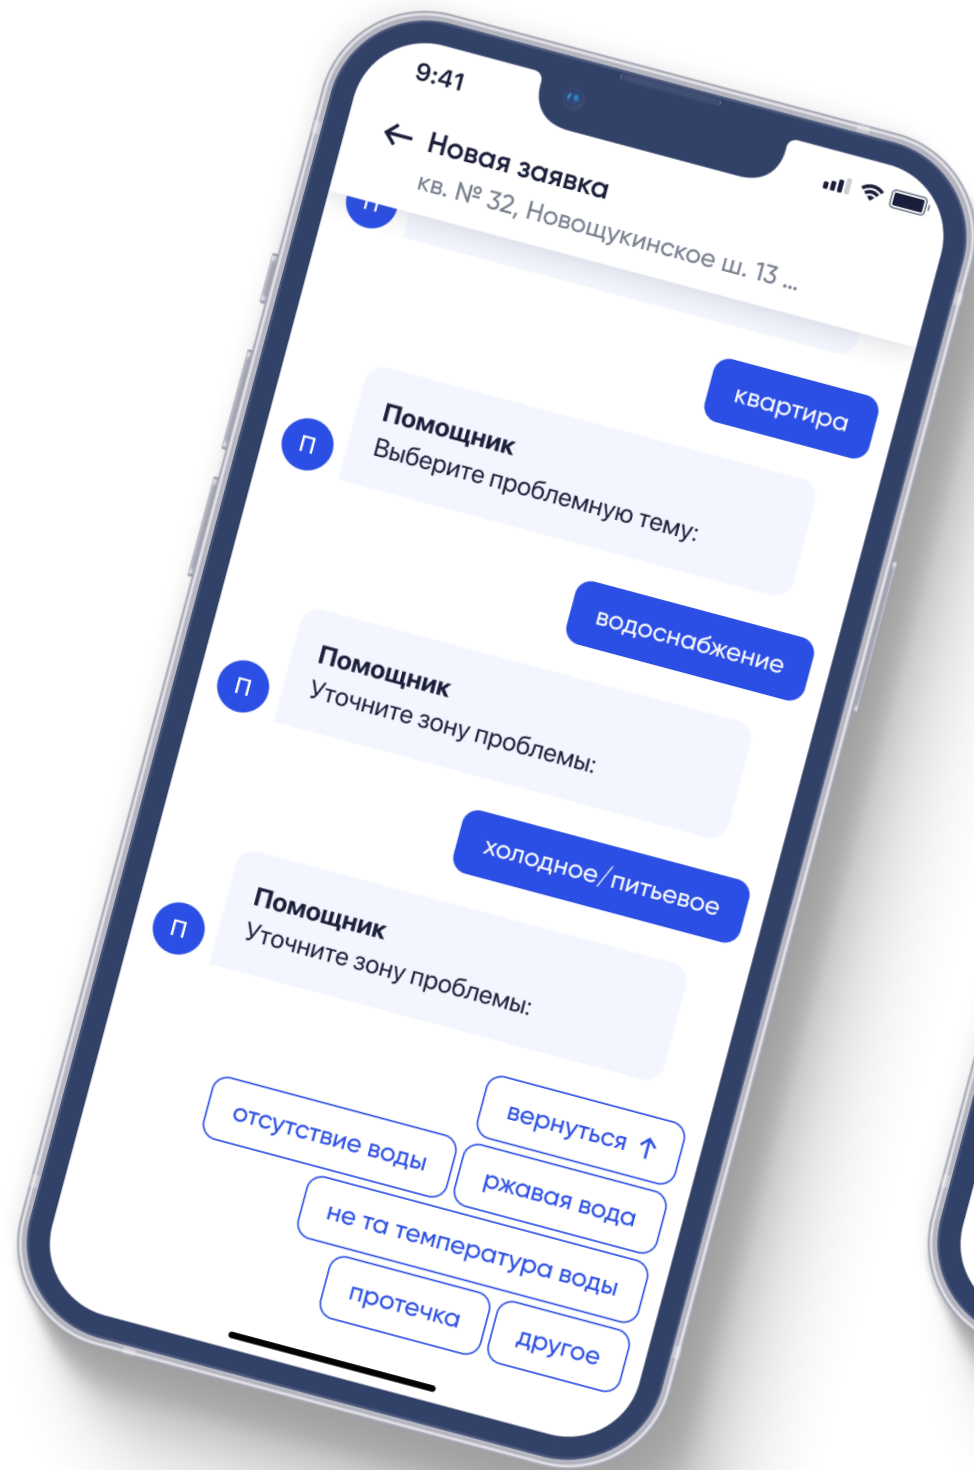 9:41
← Новая заявка
кв. № 32, Новощукинское ш. 13 ...
П
квартира
Помощник
П
Выберите проблемную тему:
водоснабжение
Помощник
П
Уточните зону проблемы:
холодное/питьевое
Помощник
П
Уточните зону проблемы:
вернуться ↑
отсутствие воды
ржавая вода
не та температура воды
протечка
другое